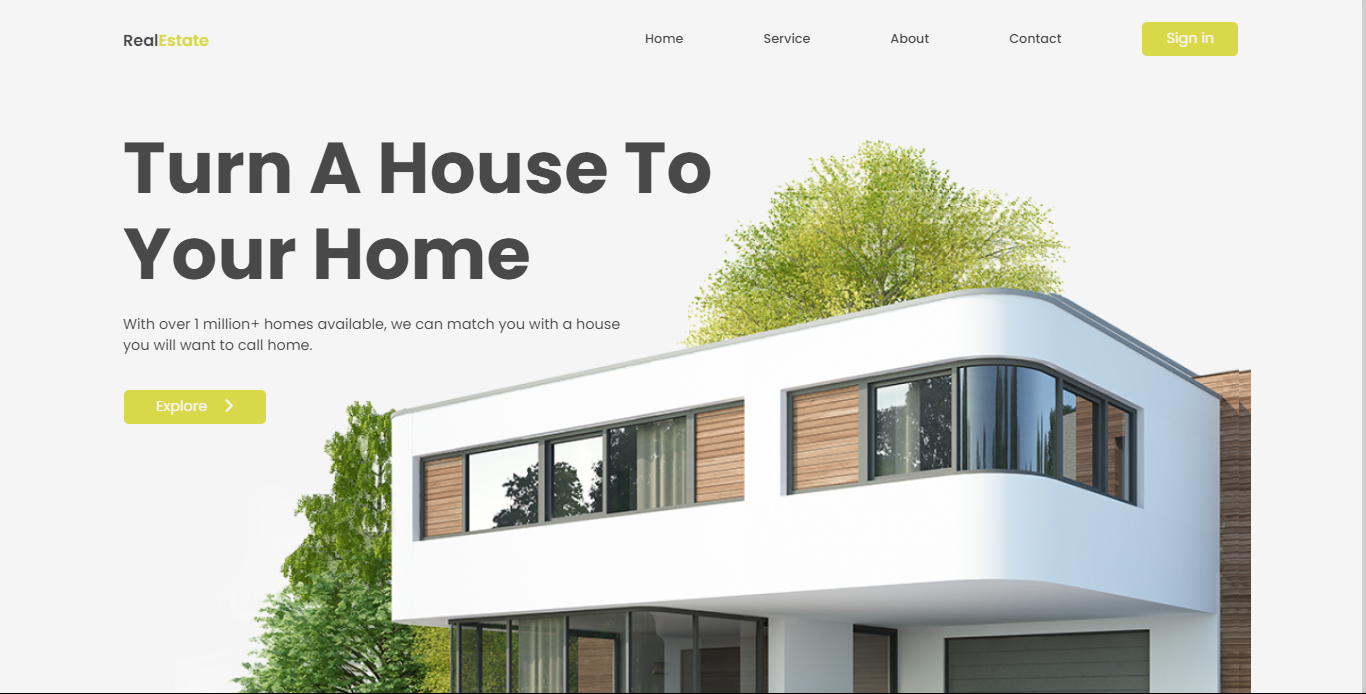 RealEstate
Home
Service
About
Contact
Sign in
Turn A House To
Your Home
With over 1 million+ homes available, we can match you with a house
you will want to call home.
Explore